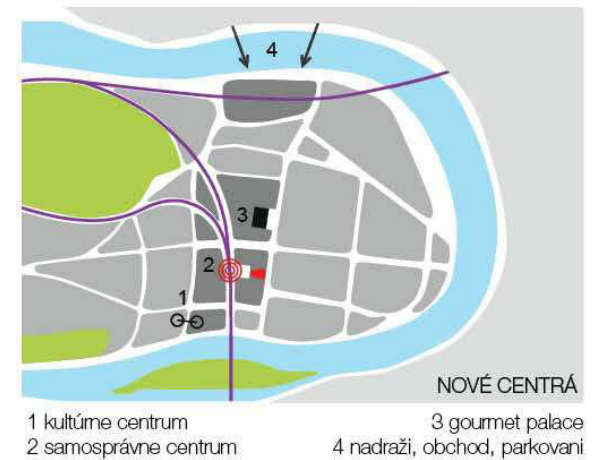 4
3
2
1
NOVÉ CENTRÁ
1 kultúrne centrum
2 samosprávne centrum
3 gourmet palace
4 nadraži, obchod, parkovani